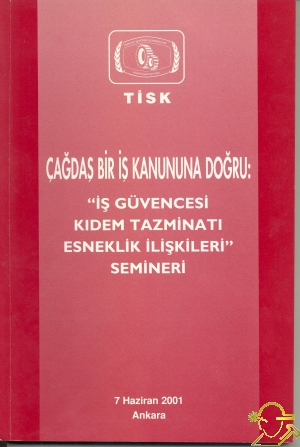 TİSK
ÇAĞDAŞ BİR İŞ KANUNUNA DOĞRU:
“İŞ GÜVENCESİ
KIDEM TAZMİNATI
ESNEKLİK İLİŞKİLERİ”
SEMİNERİ
7 Haziran 2001
Ankara